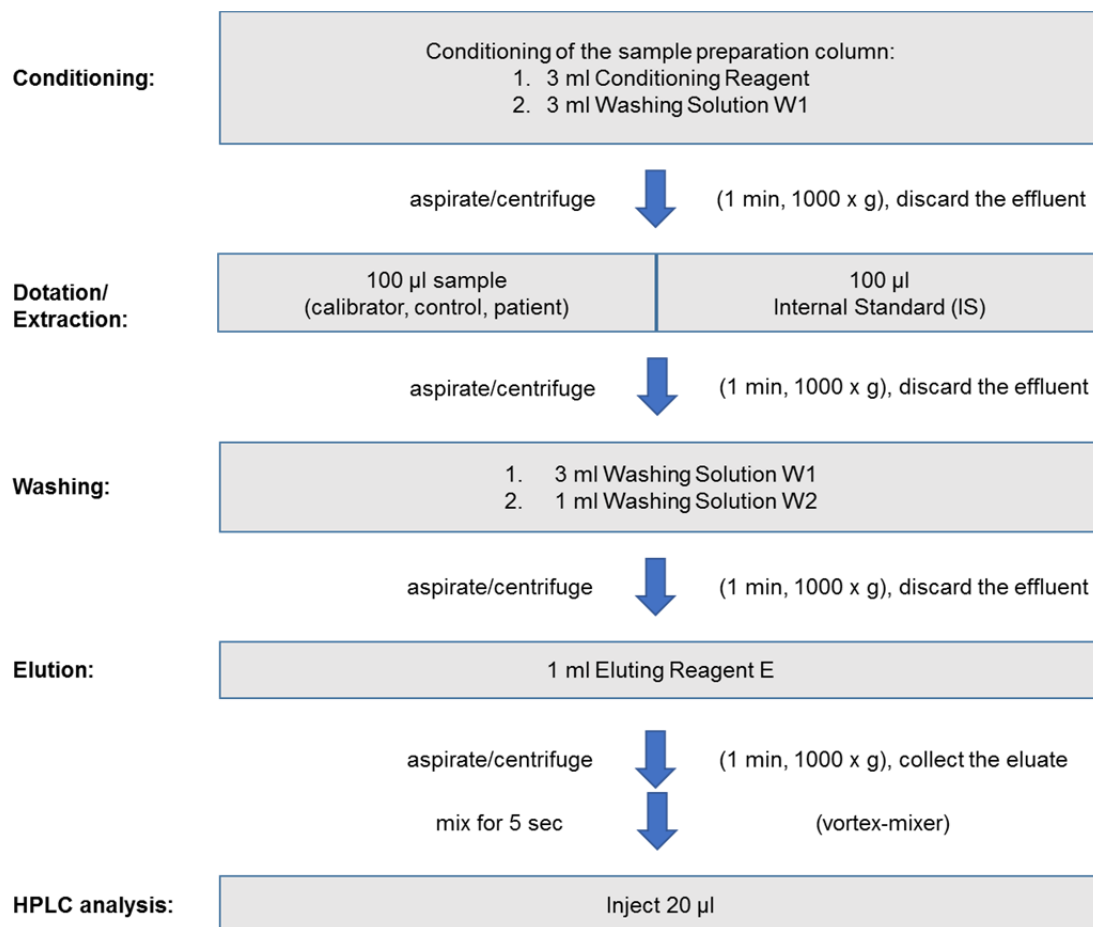 Conditioning:
Conditioning of the sample preparation column:
1. 3 ml Conditioning Reagent
2. 3 ml Washing Solution W1
aspirate/centrifuge (1 min, 1000 x g), discard the effluent
Dotation/
Extraction:
100 µl sample
(calibrator, control, patient)
100 µl
Internal Standard (IS)
aspirate/centrifuge (1 min, 1000 x g), discard the effluent
Washing:
1. 3 ml Washing Solution W1
2. 1 ml Washing Solution W2
aspirate/centrifuge (1 min, 1000 x g), discard the effluent
Elution:
1 ml Eluting Reagent E
aspirate/centrifuge (1 min, 1000 x g), collect the eluate
mix for 5 sec (vortex-mixer)
HPLC analysis:
Inject 20 µl